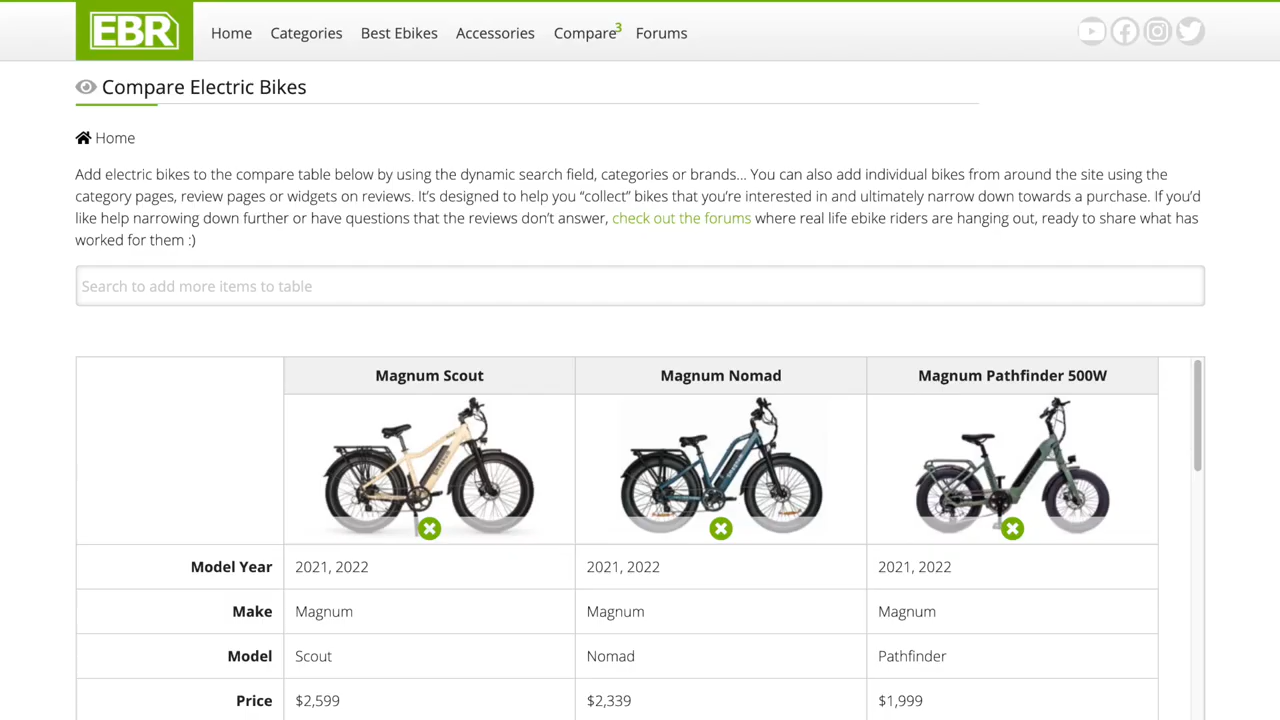 EBR
Home Categories Best Ebikes Accessories Compare3 Forums
Compare Electric Bikes
Home
Add electric bikes to the compare table below by using the dynamic search field, categories or brands... You can also add individual bikes from around the site using the
category pages, review pages or widgets on reviews. It's designed to help you “collect” bikes that you're interested in and ultimately narrow down towards a purchase. If you'd
like help narrowing down further or have questions that the reviews don't answer, check out the forums where real life ebike riders are hanging out, ready to share what has
worked for them :)
Search to add more items to table
Magnum Scout Magnum Nomad Magnum Pathfinder 500W
Model Year 2021, 2022 2021, 2022 2021, 2022
Make Magnum Magnum Magnum
Model Scout Nomad Pathfinder
Price $2,599 $2,339 $1,999